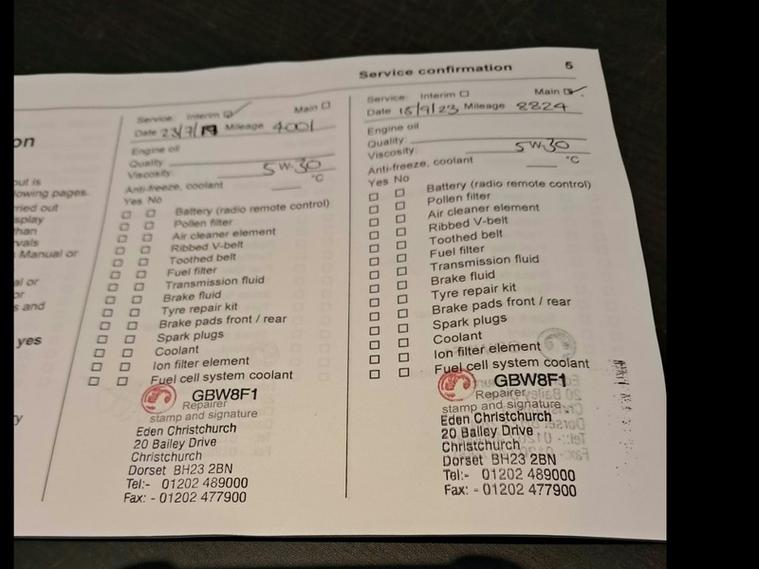 Service confirmation 5
on
out is
lowing pages.
rried out
splay
than
vals
Manual or
al or
or
s and
yes
y
Service: Interim Main
Date 23/7/19 Mileage 4001
Engine oil
Quality
Viscosity: 5W-30
Anti-freeze, coolant °C
Yes No
Battery (radio remote control)
Pollen filter
Air cleaner element
Ribbed V-belt
Toothed belt
Fuel filter
Transmission fluid
Brake fluid
Tyre repair kit
Brake pads front / rear
Spark plugs
Coolant
Ion filter element
Fuel cell system coolant
GBW8F1
Repairer
stamp and signature
Eden Christchurch
20 Bailey Drive
Christchurch
Dorset BH23 2BN
Tel:- 01202 489000
Fax: - 01202 477900
Service: Interim Main
Date 15/9/23 Mileage 8824
Engine oil
Quality:
Viscosity: 5W-30
Anti-freeze, coolant °C
Yes No
Battery (radio remote control)
Pollen filter
Air cleaner element
Ribbed V-belt
Toothed belt
Fuel filter
Transmission fluid
Brake fluid
Tyre repair kit
Brake pads front / rear
Spark plugs
Coolant
Ion filter element
Fuel cell system coolant
GBW8F1
Repairer
stamp and signature
Eden Christchurch
20 Bailey Drive
Christchurch
Dorset BH23 2BN
Tel:- 01202 489000
Fax: - 01202 477900